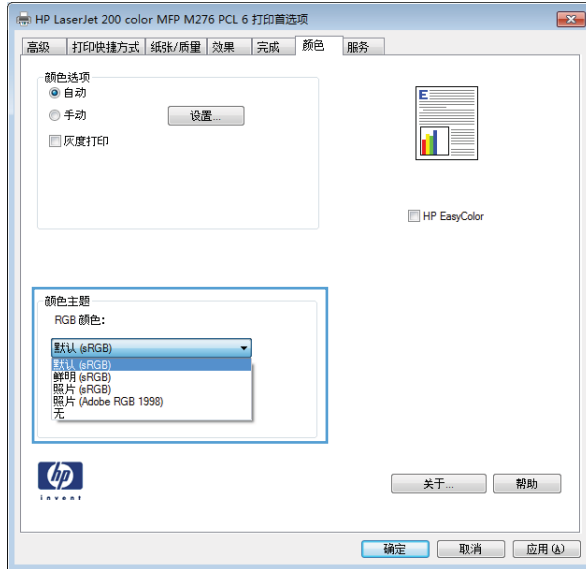 HP LaserJet 200 color MFP M276 PCL 6 打印首选项
高级 打印快捷方式 纸张/质量 效果 完成 颜色 服务
颜色选项
自动
手动 设置...
灰度打印
E
HP EasyColor
颜色主题
RGB 颜色:
默认 (sRGB)
默认 (sRGB)
鲜明 (sRGB)
照片 (sRGB)
照片 (Adobe RGB 1998)
无
hp
invent
关于... 帮助
确定 取消 应用(A)